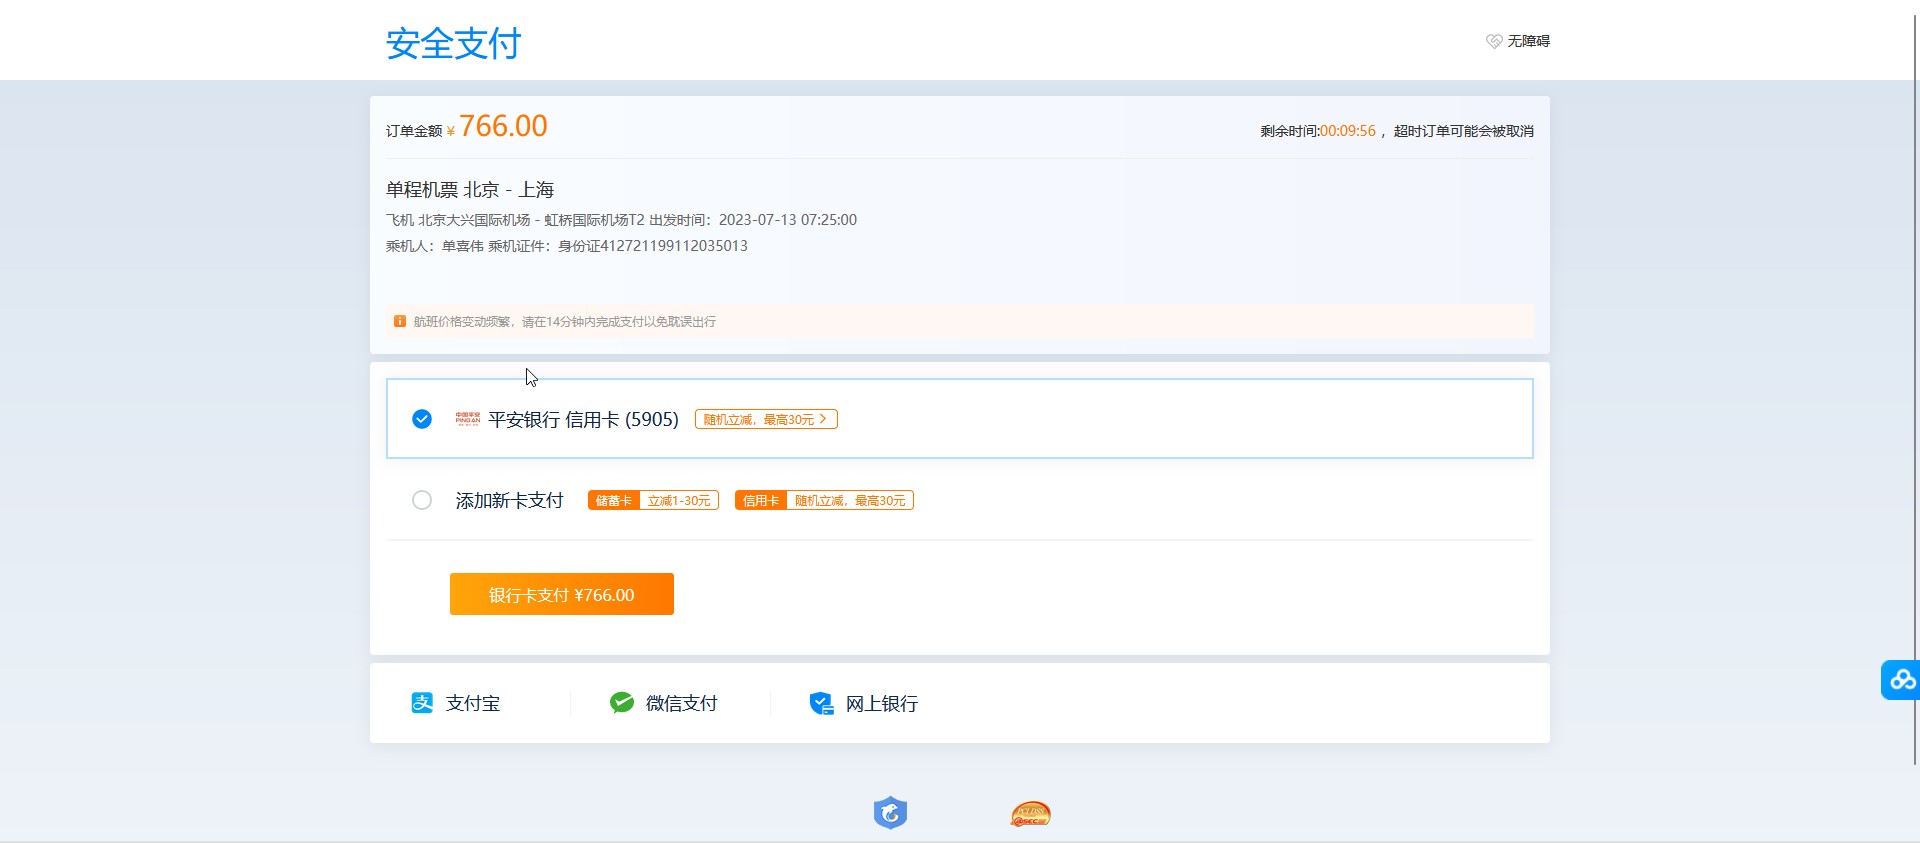 安全支付
无障碍
订单金额 ¥ 766.00
剩余时间:00:09:56 ，超时订单可能会被取消
单程机票 北京 - 上海
飞机 北京大兴国际机场 - 虹桥国际机场T2 出发时间：2023-07-13 07:25:00
乘机人：单喜伟 乘机证件：身份证412721199112035013
航班价格变动频繁，请在14分钟内完成支付以免耽误出行
中国平安 PINGAN 平安银行 信用卡 (5905) 随机立减，最高30元
添加新卡支付 储蓄卡 立减1-30元 信用卡 随机立减，最高30元
银行卡支付 ¥766.00
支 支付宝 微信支付 网上银行